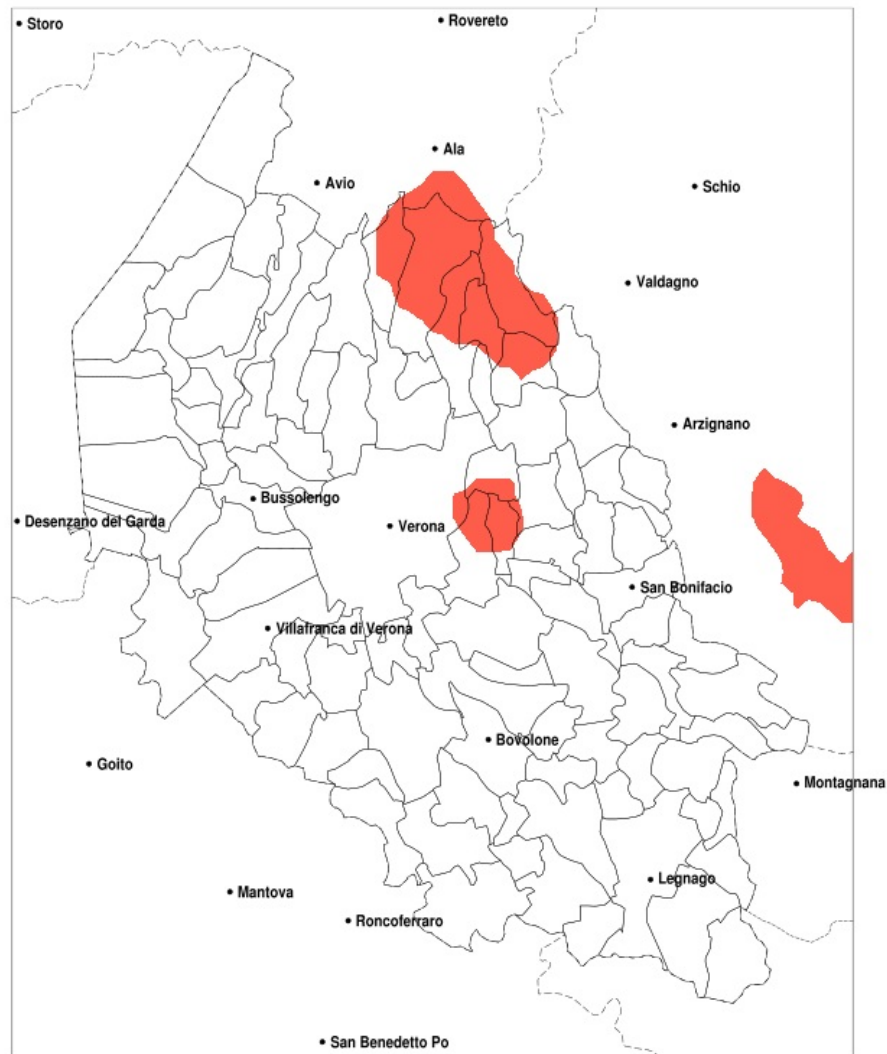 Rovereto
Storo
Ala
Avio
Schio
Valdagno
Arzignano
Bussolengo
Desenzano del Garda
Verona
San Bonifacio
Villafranca di Verona
Bovolone
Goito
Montagnana
Legnago
Mantova
Roncoferraro
San Benedetto Po